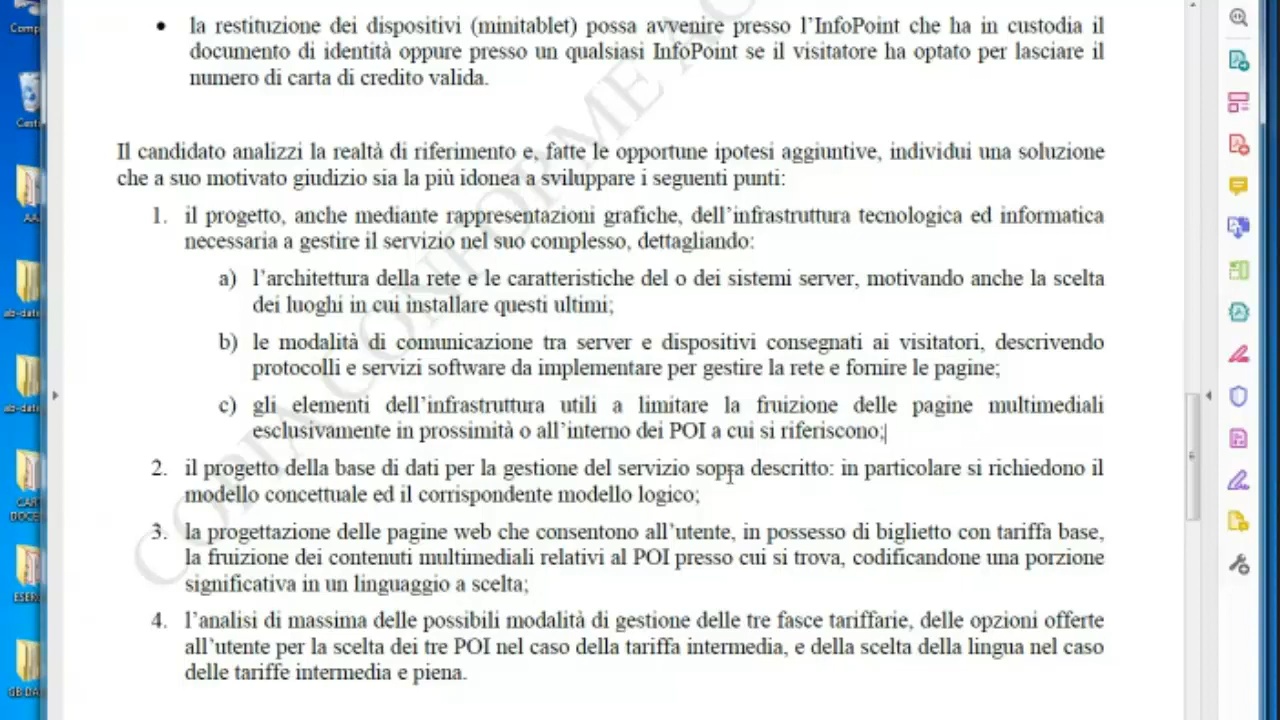 la restituzione dei dispositivi (minitablet) possa avvenire presso l'InfoPoint che ha in custodia il
documento di identità oppure presso un qualsiasi InfoPoint se il visitatore ha optato per lasciare il
numero di carta di credito valida.
Il candidato analizzi la realtà di riferimento e, fatte le opportune ipotesi aggiuntive, individui una soluzione
che a suo motivato giudizio sia la più idonea a sviluppare i seguenti punti:
1. il progetto, anche mediante rappresentazioni grafiche, dell'infrastruttura tecnologica ed informatica
necessaria a gestire il servizio nel suo complesso, dettagliando:
a) l'architettura della rete e le caratteristiche del o dei sistemi server, motivando anche la scelta
dei luoghi in cui installare questi ultimi;
b) le modalità di comunicazione tra server e dispositivi consegnati ai visitatori, descrivendo
protocolli e servizi software da implementare per gestire la rete e fornire le pagine;
c) gli elementi dell'infrastruttura utili a limitare la fruizione delle pagine multimediali
esclusivamente in prossimità o all'interno dei POI a cui si riferiscono;
2. il progetto della base di dati per la gestione del servizio sopra descritto: in particolare si richiedono il
modello concettuale ed il corrispondente modello logico;
3. la progettazione delle pagine web che consentono all'utente, in possesso di biglietto con tariffa base,
la fruizione dei contenuti multimediali relativi al POI presso cui si trova, codificandone una porzione
significativa in un linguaggio a scelta;
4. l'analisi di massima delle possibili modalità di gestione delle tre fasce tariffarie, delle opzioni offerte
all'utente per la scelta dei tre POI nel caso della tariffa intermedia, e della scelta della lingua nel caso
delle tariffe intermedia e piena.
COPIA CONFORME